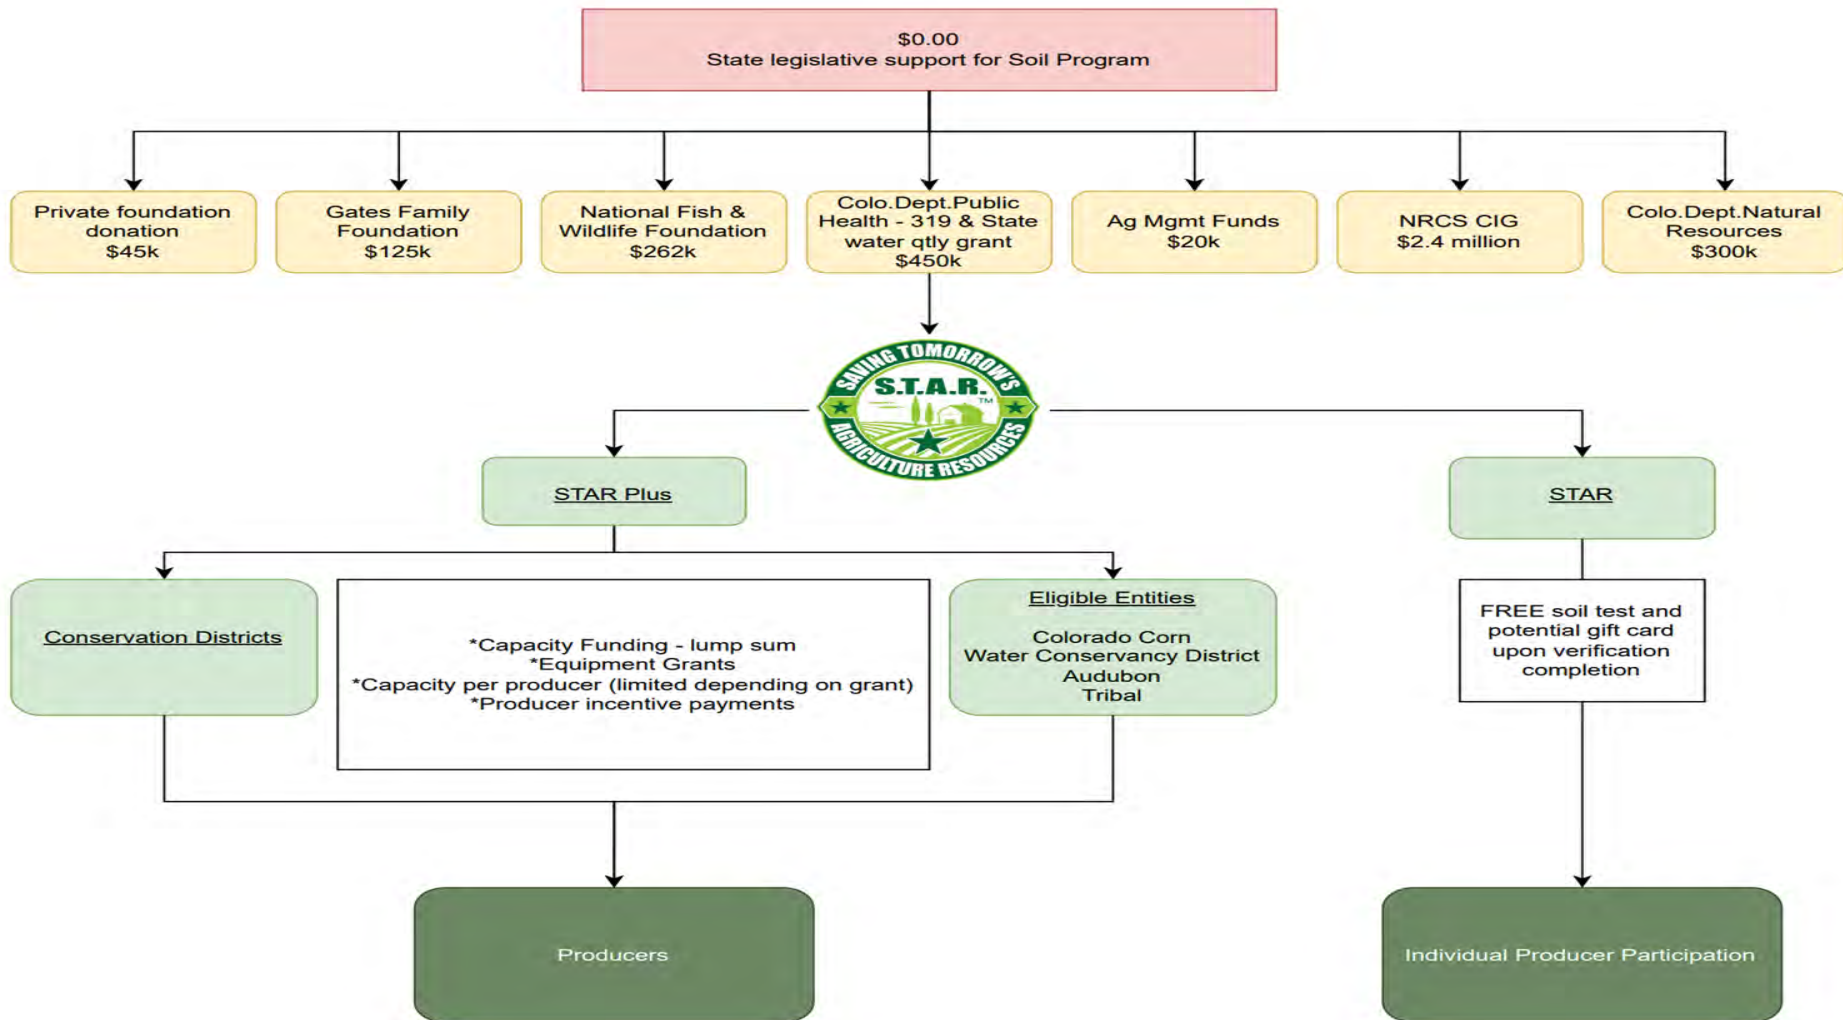 $0.00
State legislative support for Soil Program
Private foundation
donation
$45k
Gates Family
Foundation
$125k
National Fish &
Wildlife Foundation
$262k
Colo.Dept.Public
Health - 319 & State
water qtly grant
$450k
Ag Mgmt Funds
$20k
NRCS CIG
$2.4 million
Colo.Dept.Natural
Resources
$300k
SAVING TOMORROW'S
S.T.A.R.
TM
AGRICULTURE RESOURCES
STAR Plus
STAR
Conservation Districts
*Capacity Funding - lump sum
*Equipment Grants
*Capacity per producer (limited depending on grant)
*Producer incentive payments
Eligible Entities
Colorado Corn
Water Conservancy District
Audubon
Tribal
FREE soil test and
potential gift card
upon verification
completion
Producers
Individual Producer Participation